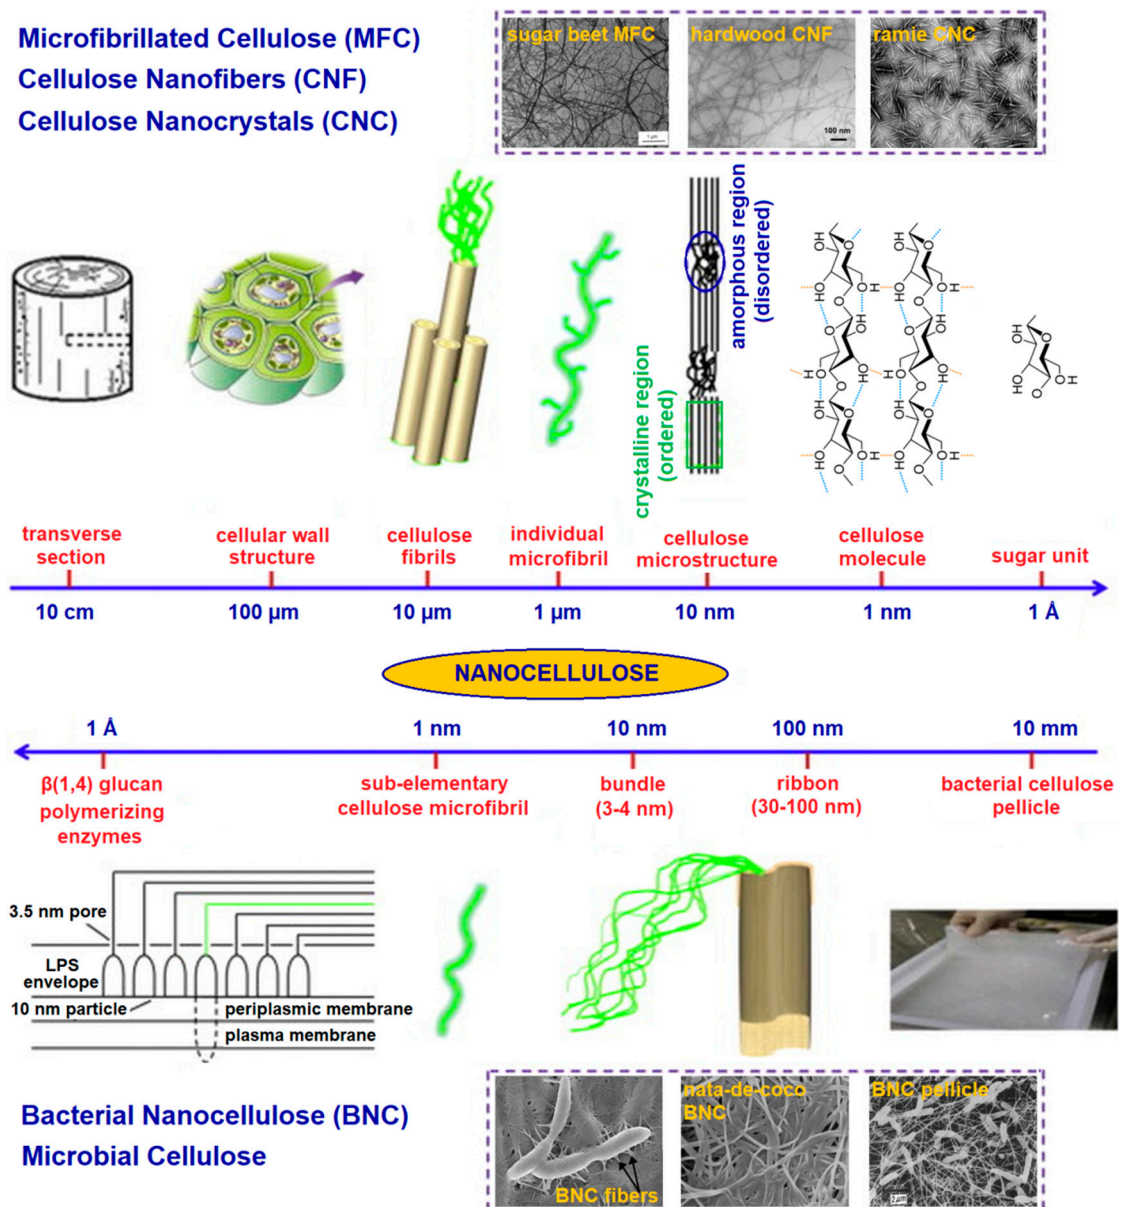 Microfibrillated Cellulose (MFC)
Cellulose Nanofibers (CNF)
Cellulose Nanocrystals (CNC)
sugar beet MFC
hardwood CNF
ramie CNC
1 µm
100 nm
amorphous region
(disordered)
crystalline region
(ordered)
HO
O
OH
H
transverse
section
cellular wall
structure
cellulose
fibrils
individual
microfibril
cellulose
microstructure
cellulose
molecule
sugar unit
10 cm
100 µm
10 µm
1 µm
10 nm
1 nm
1 Å
NANOCELLULOSE
1 Å
1 nm
10 nm
100 nm
10 mm
β(1,4) glucan
polymerizing
enzymes
sub-elementary
cellulose microfibril
bundle
(3-4 nm)
ribbon
(30-100 nm)
bacterial cellulose
pellicle
3.5 nm pore
LPS
envelope
10 nm particle
periplasmic membrane
plasma membrane
Bacterial Nanocellulose (BNC)
Microbial Cellulose
BNC fibers
nata-de-coco
BNC
BNC pellicle
2µm